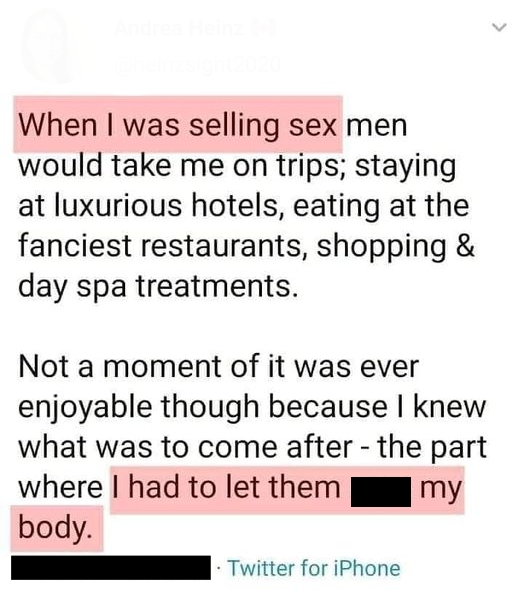 When I was selling sex men
would take me on trips; staying
at luxurious hotels, eating at the
fanciest restaurants, shopping &
day spa treatments.
Not a moment of it was ever
enjoyable though because I knew
what was to come after - the part
where I had to let them my
body.
· Twitter for iPhone